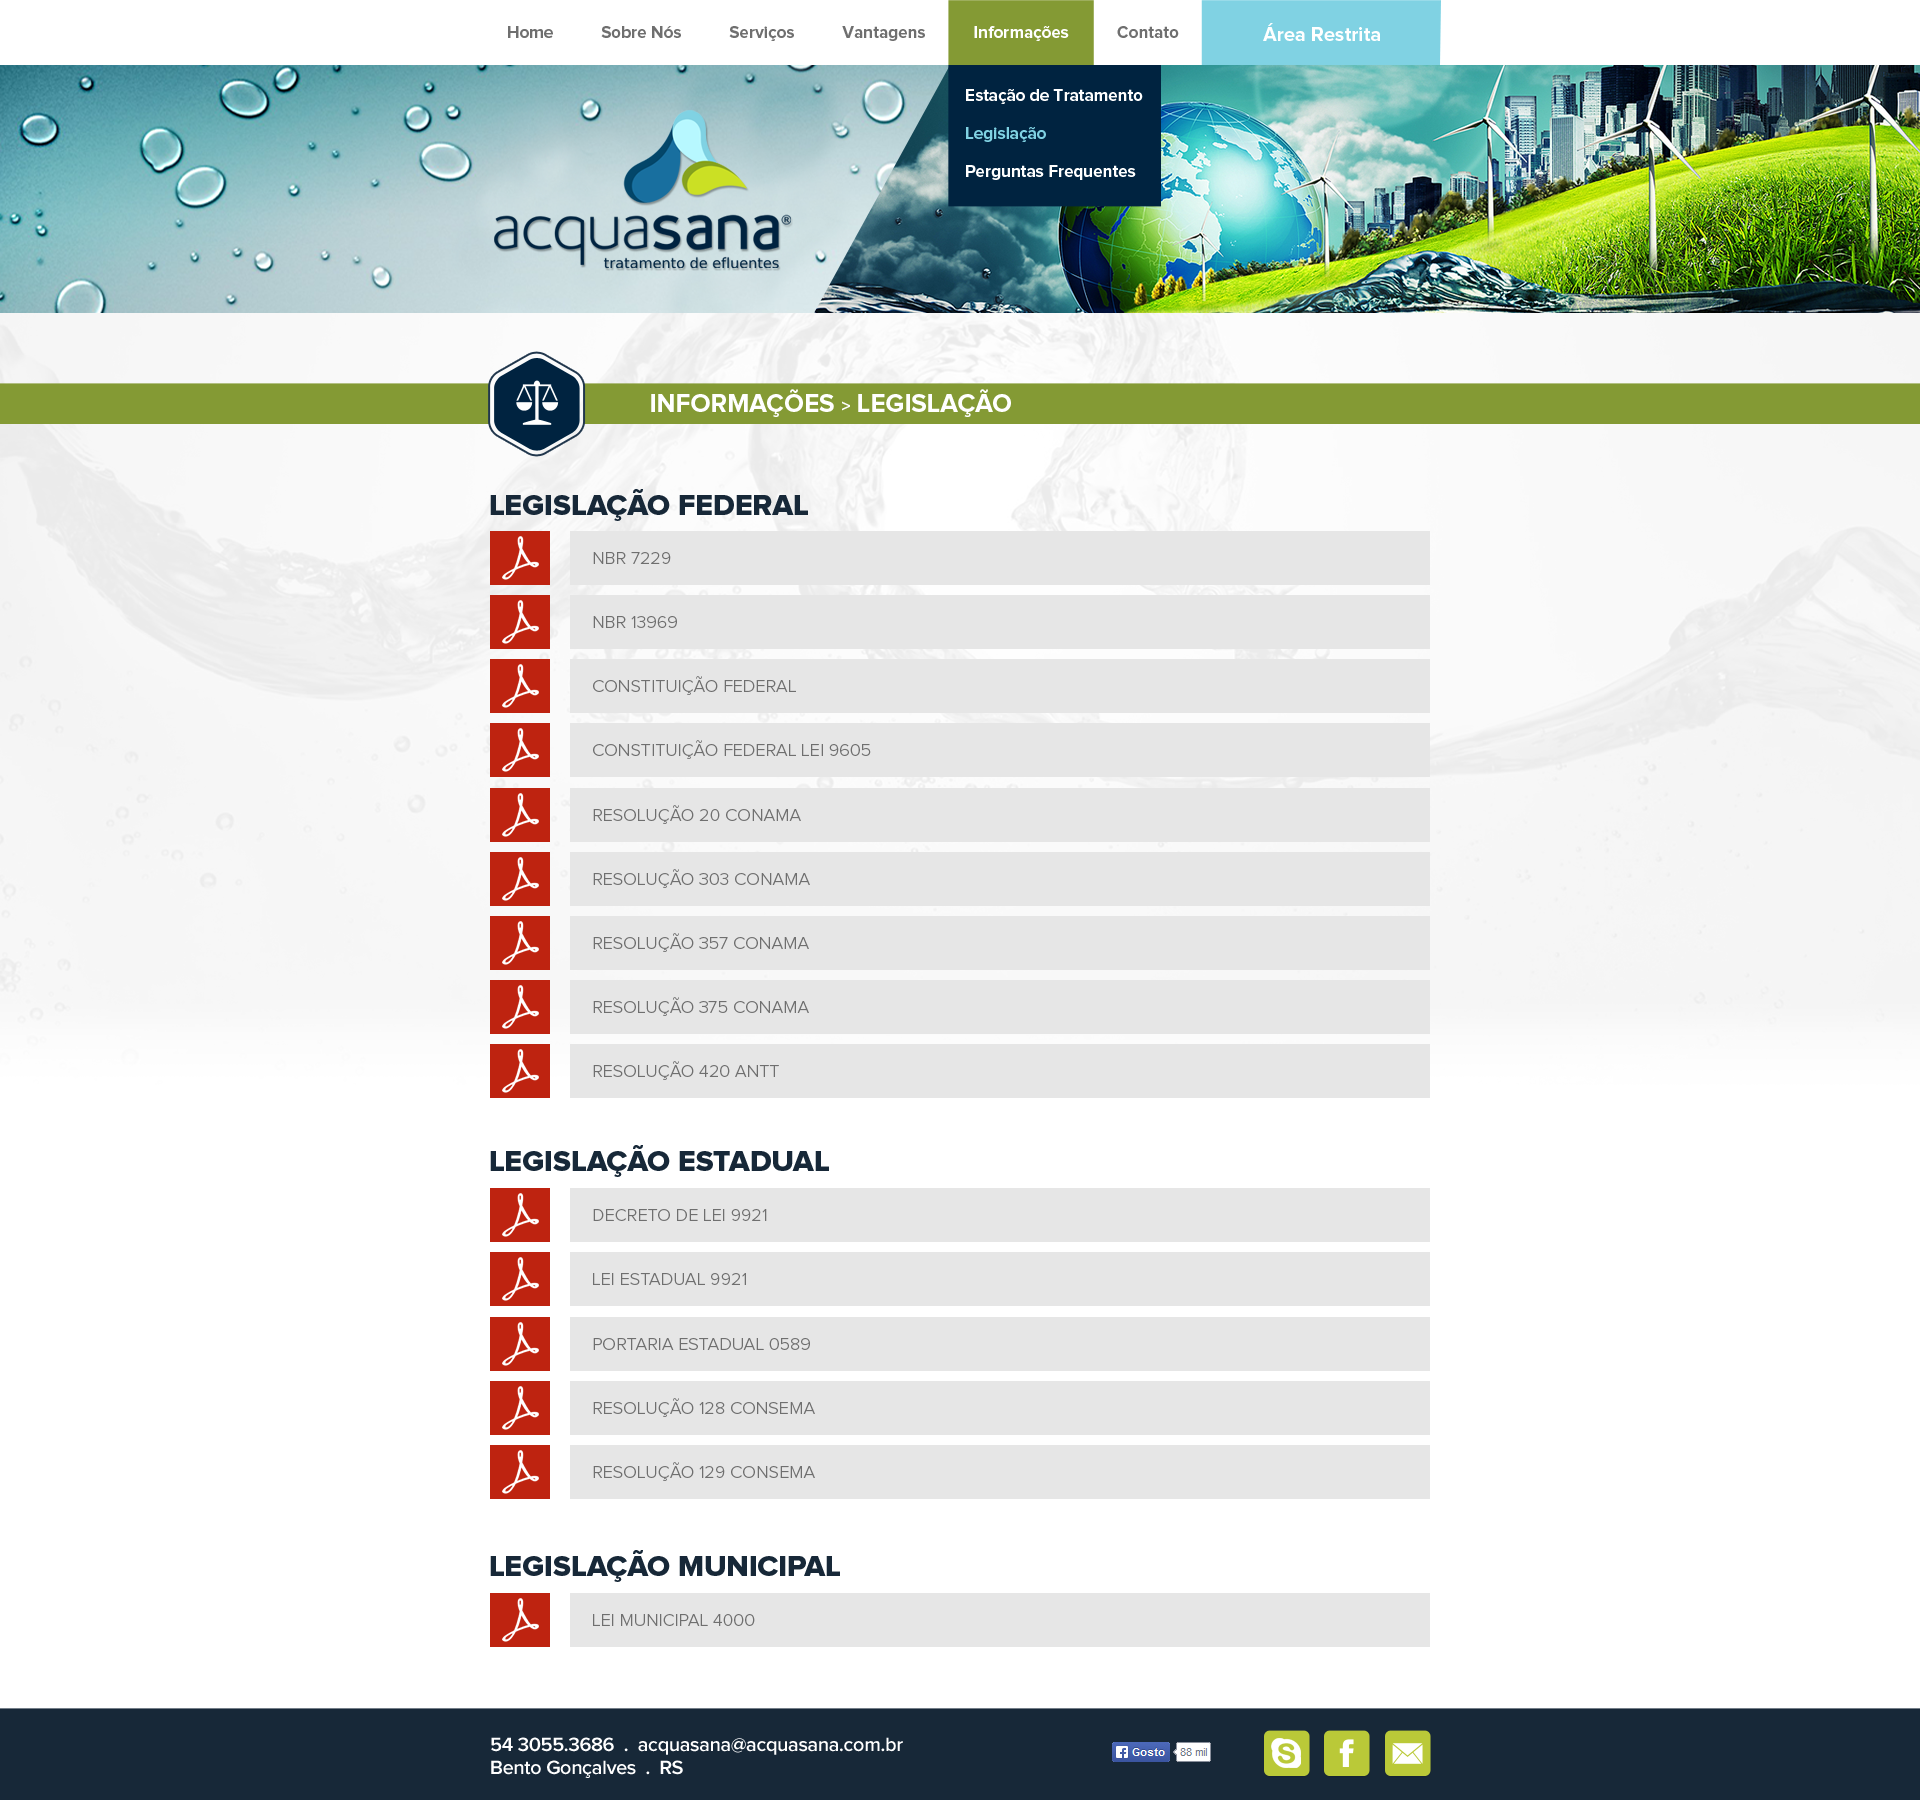 Home Sobre Nós Serviços Vantagens Informações Contato Área Restrita
Estação de Tratamento
Legislação
Perguntas Frequentes
acquasana®
tratamento de efluentes
INFORMAÇÕES > LEGISLAÇÃO
LEGISLAÇÃO FEDERAL
NBR 7229
NBR 13969
CONSTITUIÇÃO FEDERAL
CONSTITUIÇÃO FEDERAL LEI 9605
RESOLUÇÃO 20 CONAMA
RESOLUÇÃO 303 CONAMA
RESOLUÇÃO 357 CONAMA
RESOLUÇÃO 375 CONAMA
RESOLUÇÃO 420 ANTT
LEGISLAÇÃO ESTADUAL
DECRETO DE LEI 9921
LEI ESTADUAL 9921
PORTARIA ESTADUAL 0589
RESOLUÇÃO 128 CONSEMA
RESOLUÇÃO 129 CONSEMA
LEGISLAÇÃO MUNICIPAL
LEI MUNICIPAL 4000
54 3055.3686 . acquasana@acquasana.com.br
Bento Gonçalves . RS
Gosto 88 mil